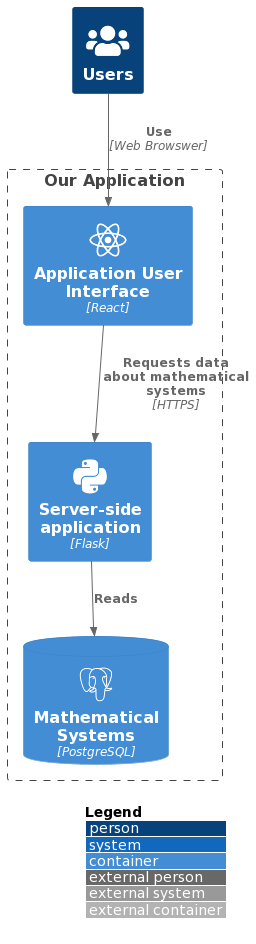 Users
Use
[Web Browswer]
Our Application
Application User
Interface
[React]
Requests data
about mathematical
systems
[HTTPS]
Server-side
application
[Flask]
Reads
Mathematical
Systems
[PostgreSQL]
Legend
person
system
container
external person
external system
external container